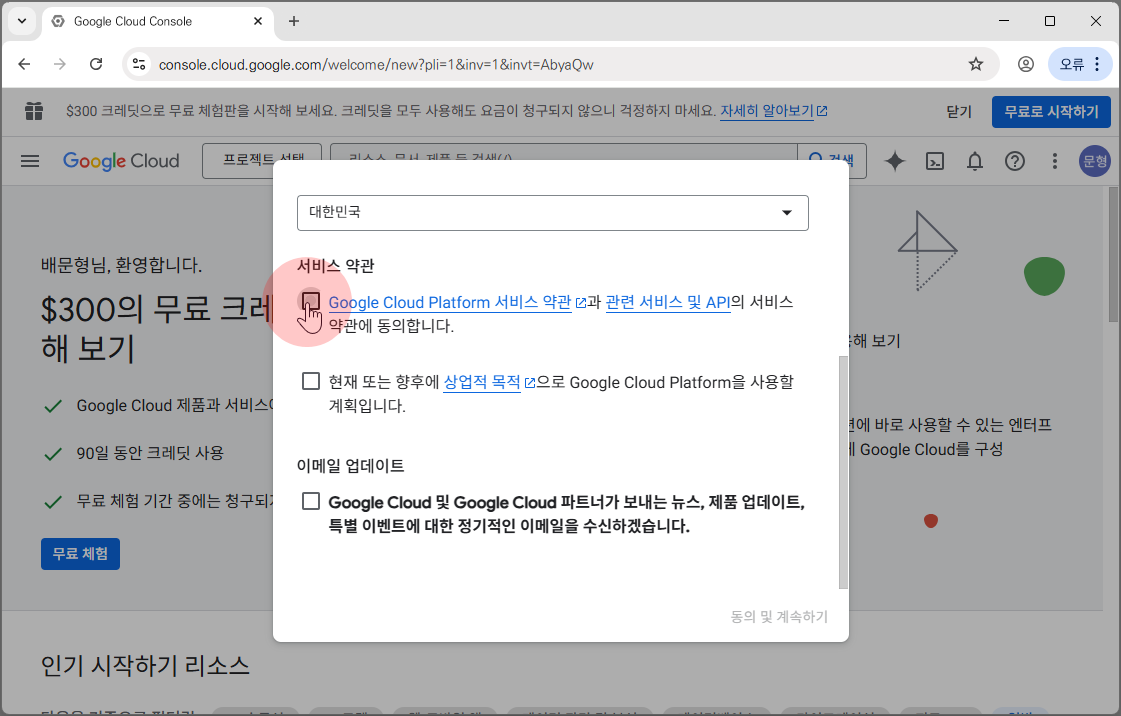 Google Cloud Console
console.cloud.google.com/welcome/new?pli=1&inv=1&invt=AbyaQw
오류
$300 크레딧으로 무료 체험판을 시작해 보세요. 크레딧을 모두 사용해도 요금이 청구되지 않으니 걱정하지 마세요. 자세히 알아보기
닫기
무료로 시작하기
Google Cloud
프로젝트 선택
리소스, 문서, 제품 등 검색(/)
검색
문형
배문형님, 환영합니다.
$300의 무료 크레
해 보기
Google Cloud 제품과 서비스
90일 동안 크레딧 사용
무료 체험 기간 중에는 청구되
무료 체험
대한민국
서비스 약관
Google Cloud Platform 서비스 약관과 관련 서비스 및 API의 서비스
약관에 동의합니다.
현재 또는 향후에 상업적 목적으로 Google Cloud Platform을 사용할
계획입니다.
이메일 업데이트
Google Cloud 및 Google Cloud 파트너가 보내는 뉴스, 제품 업데이트,
특별 이벤트에 대한 정기적인 이메일을 수신하겠습니다.
동의 및 계속하기
해 보기
바로 사용할 수 있는 엔터프
Google Cloud를 구성
인기 시작하기 리소스